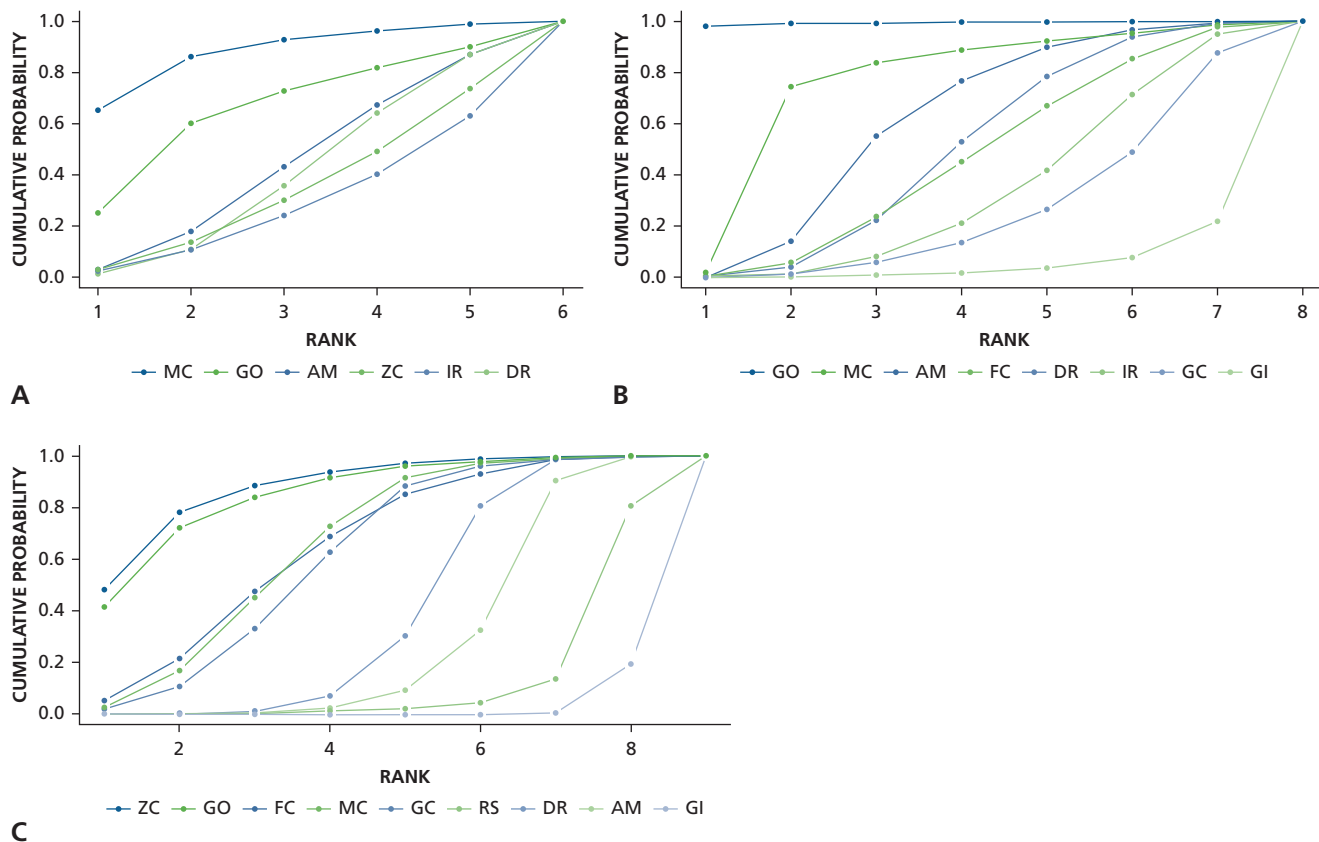 1.0
0.8
0.6
0.4
0.2
0.0
CUMULATIVE PROBABILITY
1 2 3 4 5 6
RANK
MC GO AM ZC IR DR
A
1.0
0.8
0.6
0.4
0.2
0.0
CUMULATIVE PROBABILITY
1 2 3 4 5 6 7 8
RANK
GO MC AM FC DR IR GC GI
B
1.0
0.8
0.6
0.4
0.2
0.0
CUMULATIVE PROBABILITY
2 4 6 8
RANK
ZC GO FC MC GC RS DR AM GI
C